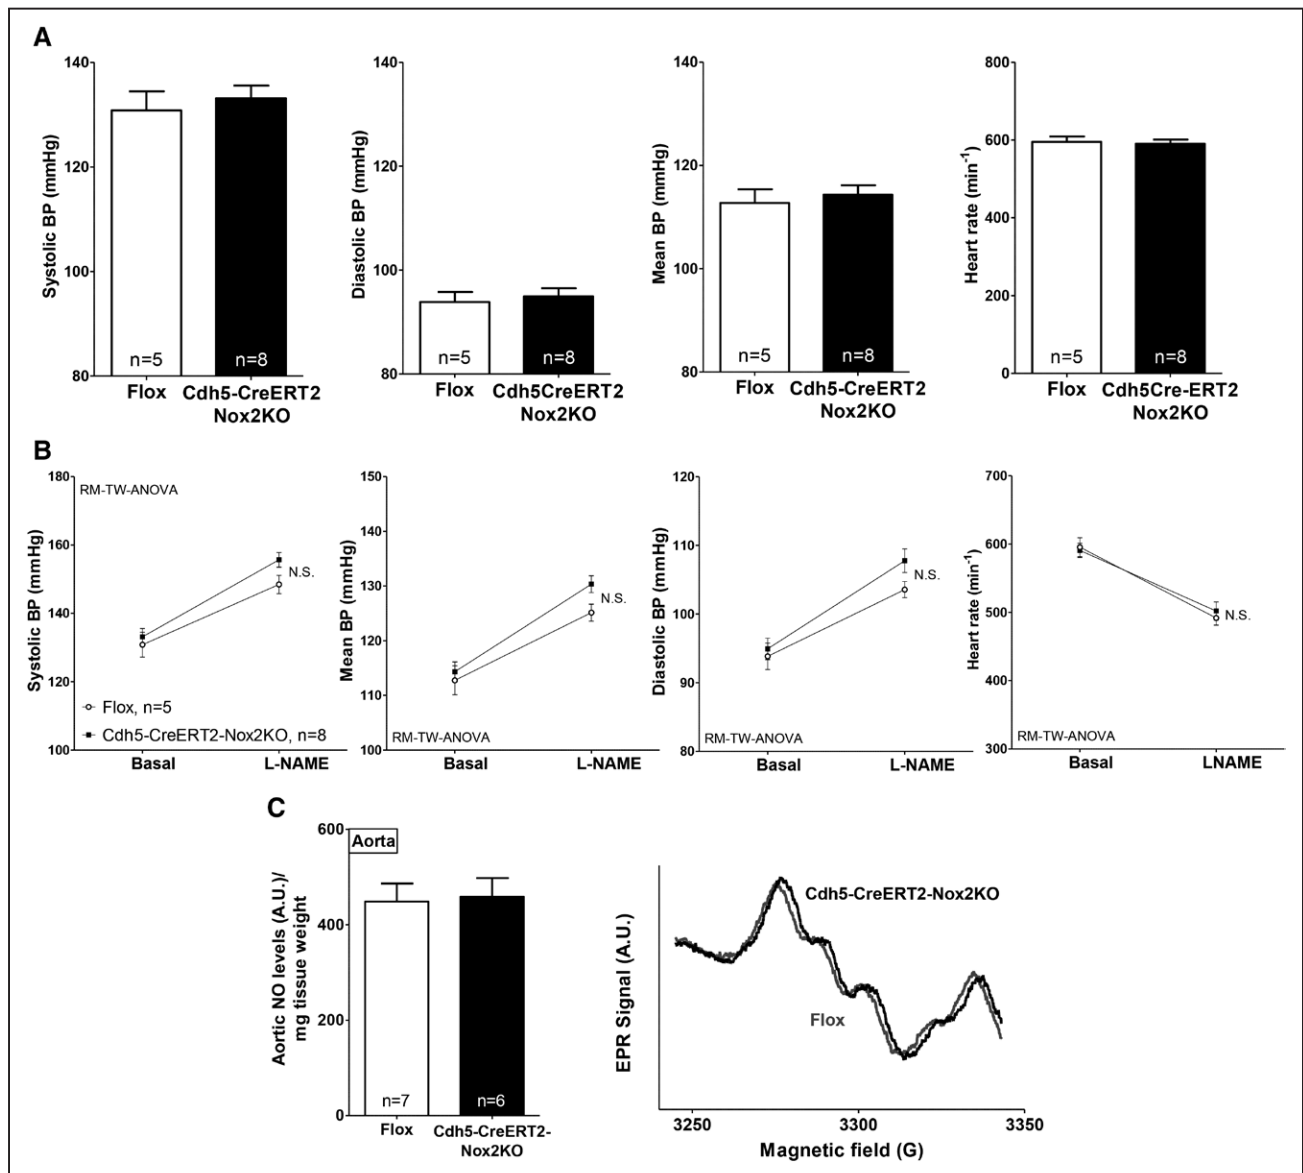 A
Systolic BP (mmHg)
140
120
100
80
n=5
n=8
Flox
Cdh5-CreERT2
Nox2KO
Diastolic BP (mmHg)
140
120
100
80
n=5
n=8
Flox
Cdh5CreERT2
Nox2KO
Mean BP (mmHg)
140
120
100
80
n=5
n=8
Flox
Cdh5-CreERT2
Nox2KO
Heart rate (min⁻¹)
800
600
400
200
0
n=5
n=8
Flox
Cdh5Cre-ERT2
Nox2KO
B
Systolic BP (mmHg)
180
160
140
120
100
RM-TW-ANOVA
N.S.
Flox, n=5
Cdh5-CreERT2-Nox2KO, n=8
Basal
L-NAME
Mean BP (mmHg)
150
140
130
120
110
100
N.S.
RM-TW-ANOVA
Basal
L-NAME
Diastolic BP (mmHg)
120
110
100
90
80
N.S.
RM-TW-ANOVA
Basal
L-NAME
Heart rate (min⁻¹)
700
600
500
400
300
N.S.
RM-TW-ANOVA
Basal
LNAME
C
Aortic NO levels (A.U.)/
mg tissue weight
600
400
200
0
Aorta
n=7
n=6
Flox
Cdh5-CreERT2-
Nox2KO
EPR Signal (A.U.)
Cdh5-CreERT2-Nox2KO
Flox
3250
3300
3350
Magnetic field (G)